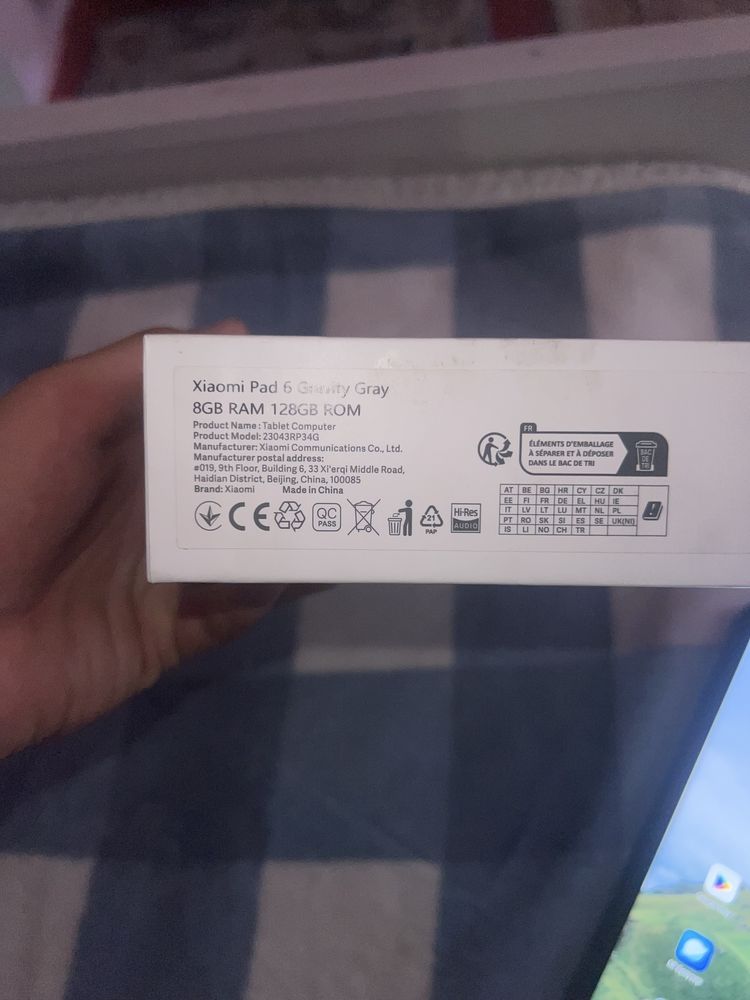 Xiaomi Pad 6 Gravity Gray
8GB RAM 128GB ROM
Product Name: Tablet Computer
Product Model: 23043RP34G
Manufacturer: Xiaomi Communications Co., Ltd.
Manufacturer postal address:
#019, 9th Floor, Building 6, 33 Xi'erqi Middle Road,
Haidian District, Beijing, China, 100085
Brand: Xiaomi Made in China
CE
QC
PASS
21
PAP
Hi-Res
AUDIO
FR
ÉLÉMENTS D'EMBALLAGE
À SÉPARER ET À DÉPOSER
DANS LE BAC DE TRI
BAC
DE
TRI
AT BE BG HR CY CZ DK
EE FI FR DE EL HU IE
IT LV LT LU MT NL PL
PT RO SK SI ES SE UK(NI)
IS LI NO CH TR